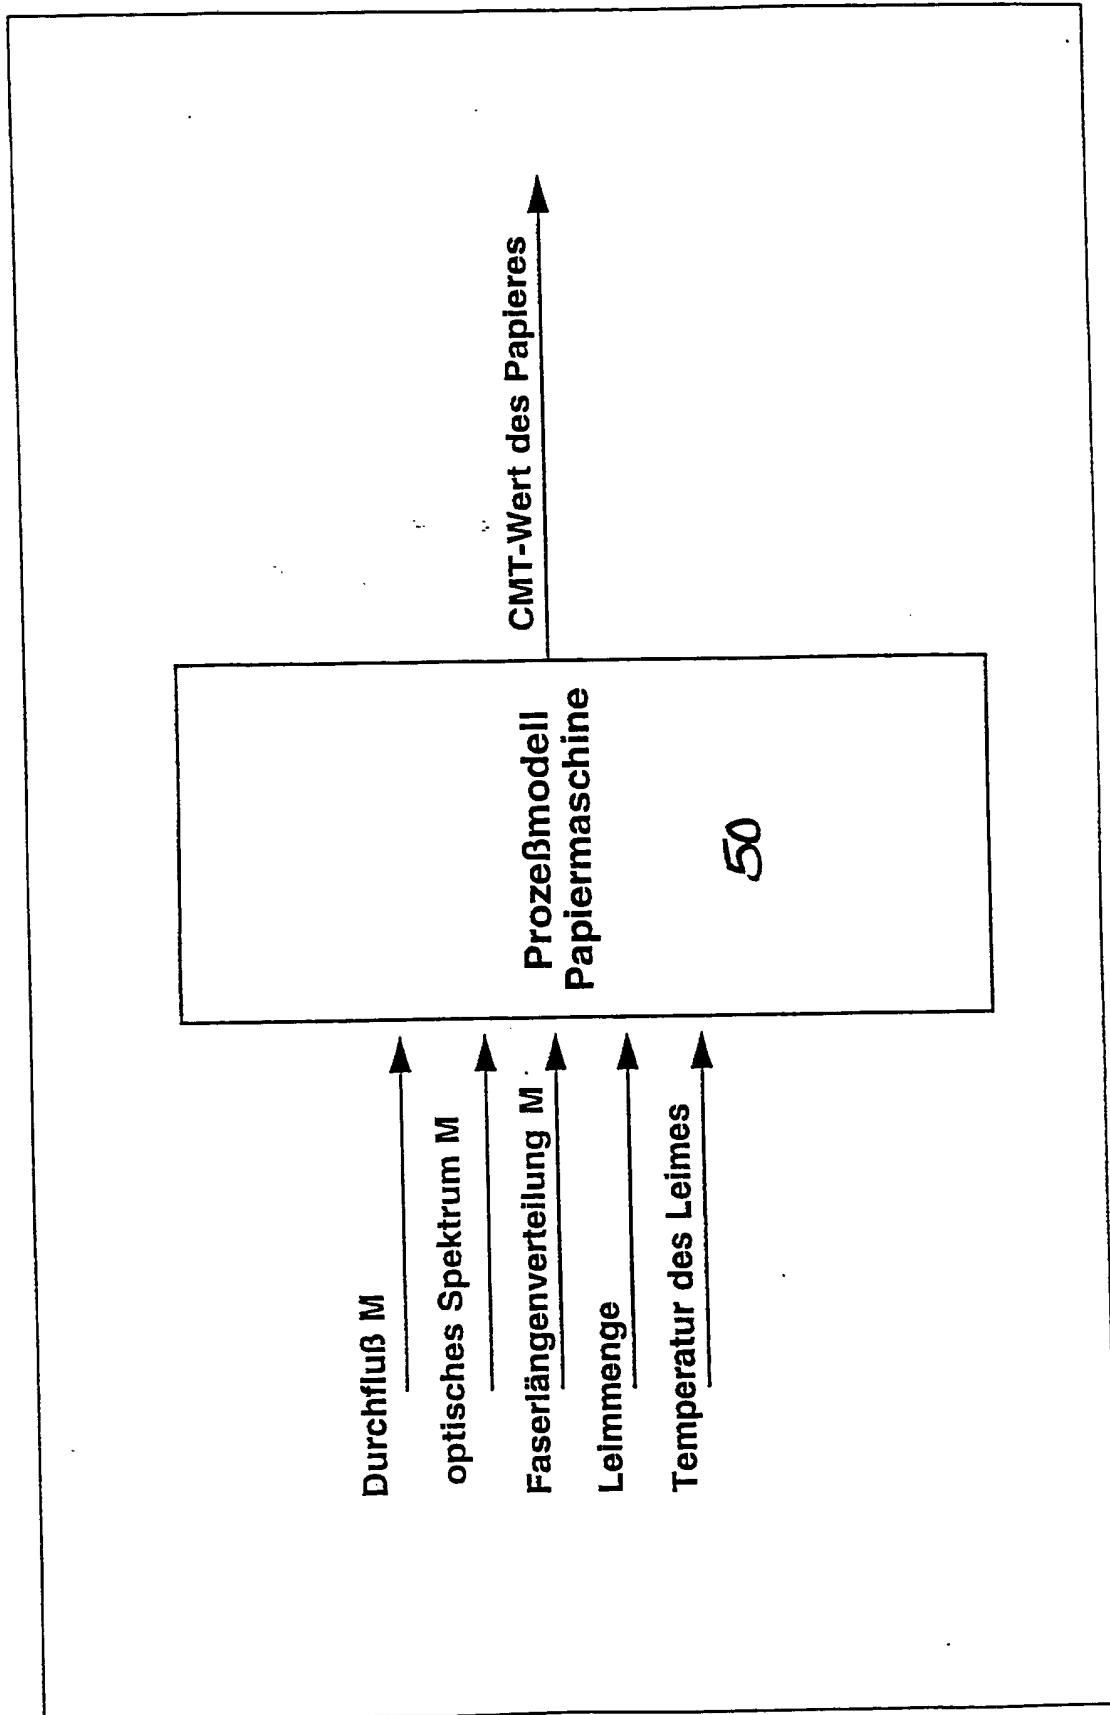 Durchfluß M
optisches Spektrum M
Faserlängenverteilung M
Leimmenge
Temperatur des Leimes
Prozeßmodell
Papiermaschine
50
CMT-Wert des Papieres